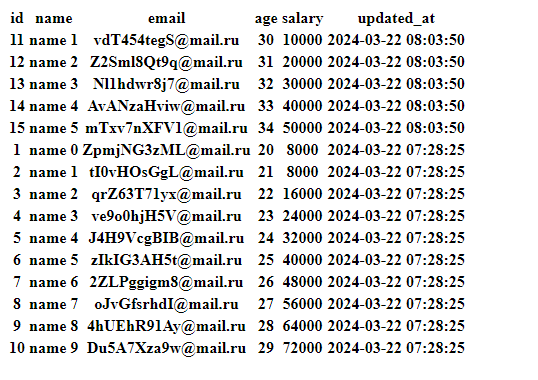 id name email age salary updated_at
11 name 1 vdT454tegS@mail.ru 30 10000 2024-03-22 08:03:50
12 name 2 Z2Sml8Qt9q@mail.ru 31 20000 2024-03-22 08:03:50
13 name 3 Nl1hdwr8j7@mail.ru 32 30000 2024-03-22 08:03:50
14 name 4 AvANzaHviw@mail.ru 33 40000 2024-03-22 08:03:50
15 name 5 mTxv7nXFV1@mail.ru 34 50000 2024-03-22 08:03:50
1 name 0 ZpmjNG3zML@mail.ru 20 8000 2024-03-22 07:28:25
2 name 1 tI0vHOsGgL@mail.ru 21 8000 2024-03-22 07:28:25
3 name 2 qrZ63T71yx@mail.ru 22 16000 2024-03-22 07:28:25
4 name 3 ve9o0hjH5V@mail.ru 23 24000 2024-03-22 07:28:25
5 name 4 J4H9VcgBIB@mail.ru 24 32000 2024-03-22 07:28:25
6 name 5 zIkIG3AH5t@mail.ru 25 40000 2024-03-22 07:28:25
7 name 6 2ZLPggigm8@mail.ru 26 48000 2024-03-22 07:28:25
8 name 7 oJvGfsrhdI@mail.ru 27 56000 2024-03-22 07:28:25
9 name 8 4hUEhR91Ay@mail.ru 28 64000 2024-03-22 07:28:25
10 name 9 Du5A7Xza9w@mail.ru 29 72000 2024-03-22 07:28:25